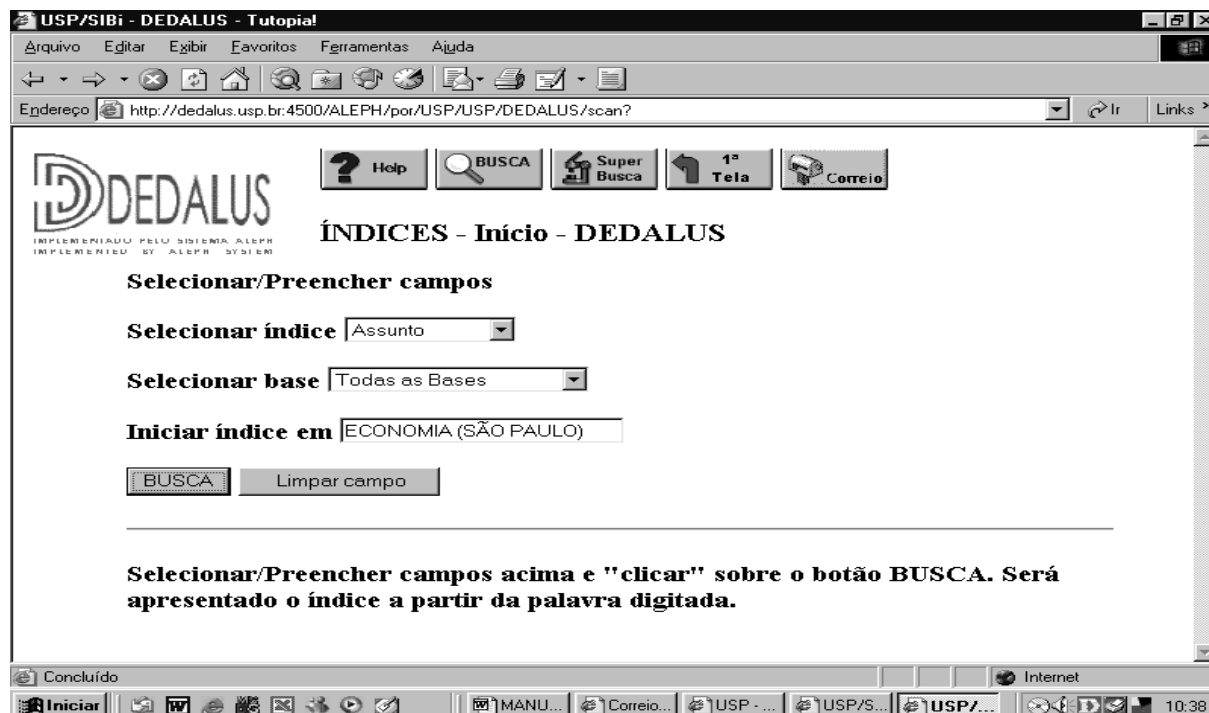 USP/SIBi - DEDALUS - Tutopia!
Arquivo Editar Exibir Favoritos Ferramentas Ajuda
Endereço http://dedalus.usp.br:4500/ALEPH/por/USP/USP/DEDALUS/scan? Ir Links
Help BUSCA Super Busca 1ª Tela Correio
DEDALUS
IMPLEMENTADO PELO SISTEMA ALEPH
IMPLEMENTED BY ALEPH SYSTEM
ÍNDICES - Início - DEDALUS
Selecionar/Preencher campos
Selecionar índice Assunto
Selecionar base Todas as Bases
Iniciar índice em ECONOMIA (SÃO PAULO)
BUSCA Limpar campo
Selecionar/Preencher campos acima e "clicar" sobre o botão BUSCA. Será
apresentado o índice a partir da palavra digitada.
Concluído Internet
Iniciar MANU... Correio... USP - ... USP/S... USP/... 10:38